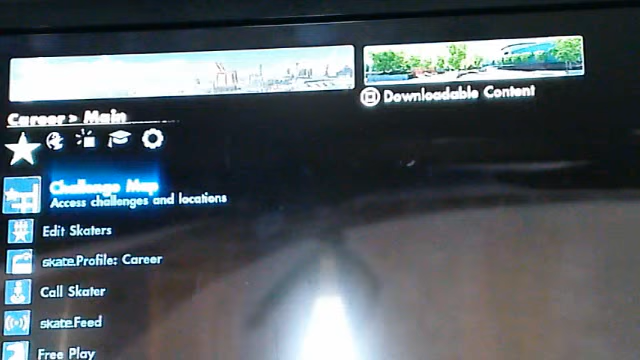 Downloadable Content
Career > Main
Challenge Map
Access challenges and locations
Edit Skaters
skate.Profile: Career
Call Skater
skate.Feed
Free Play